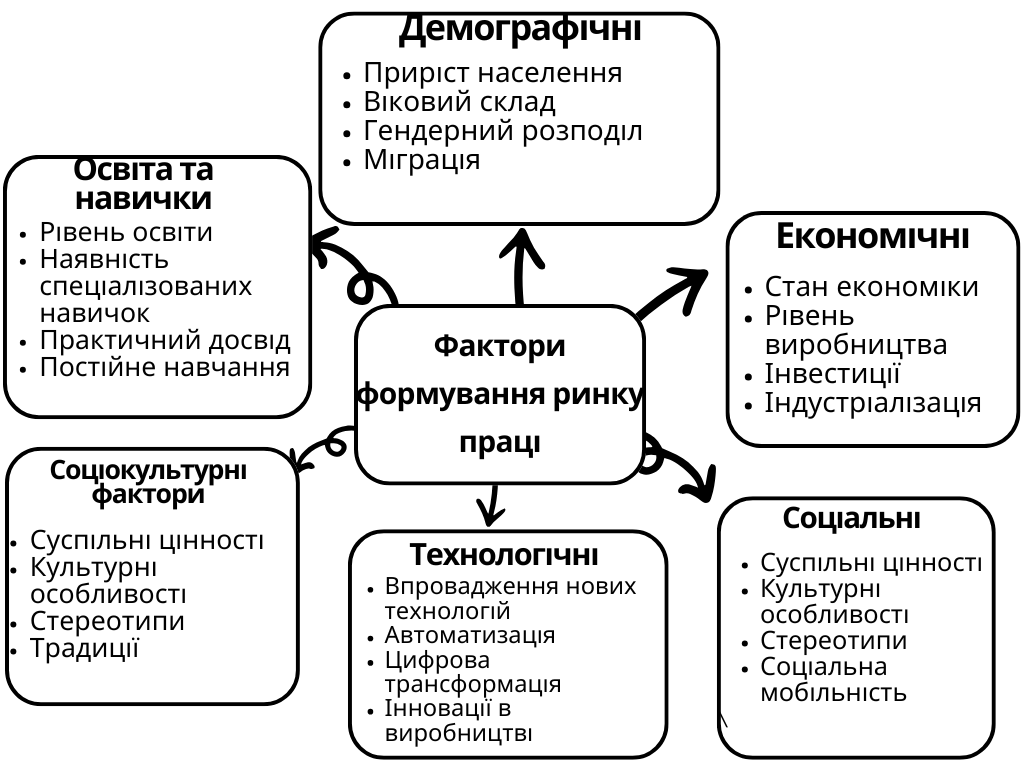 Демографічні
• Приріст населення
• Віковий склад
• Гендерний розподіл
• Міграція
Освіта та
навички
• Рівень освіти
• Наявність
спеціалізованих
навичок
• Практичний досвід
• Постійне навчання
Економічні
• Стан економіки
• Рівень
виробництва
• Інвестиції
• Індустріалізація
Фактори
формування ринку
праці
Соціокультурні
фактори
• Суспільні цінності
• Культурні
особливості
• Стереотипи
• Традиції
Технологічні
• Впровадження нових
технологій
• Автоматизація
• Цифрова
трансформація
• Інновації в
виробництві
Соціальні
• Суспільні цінності
• Культурні
особливості
• Стереотипи
• Соціальна
мобільність